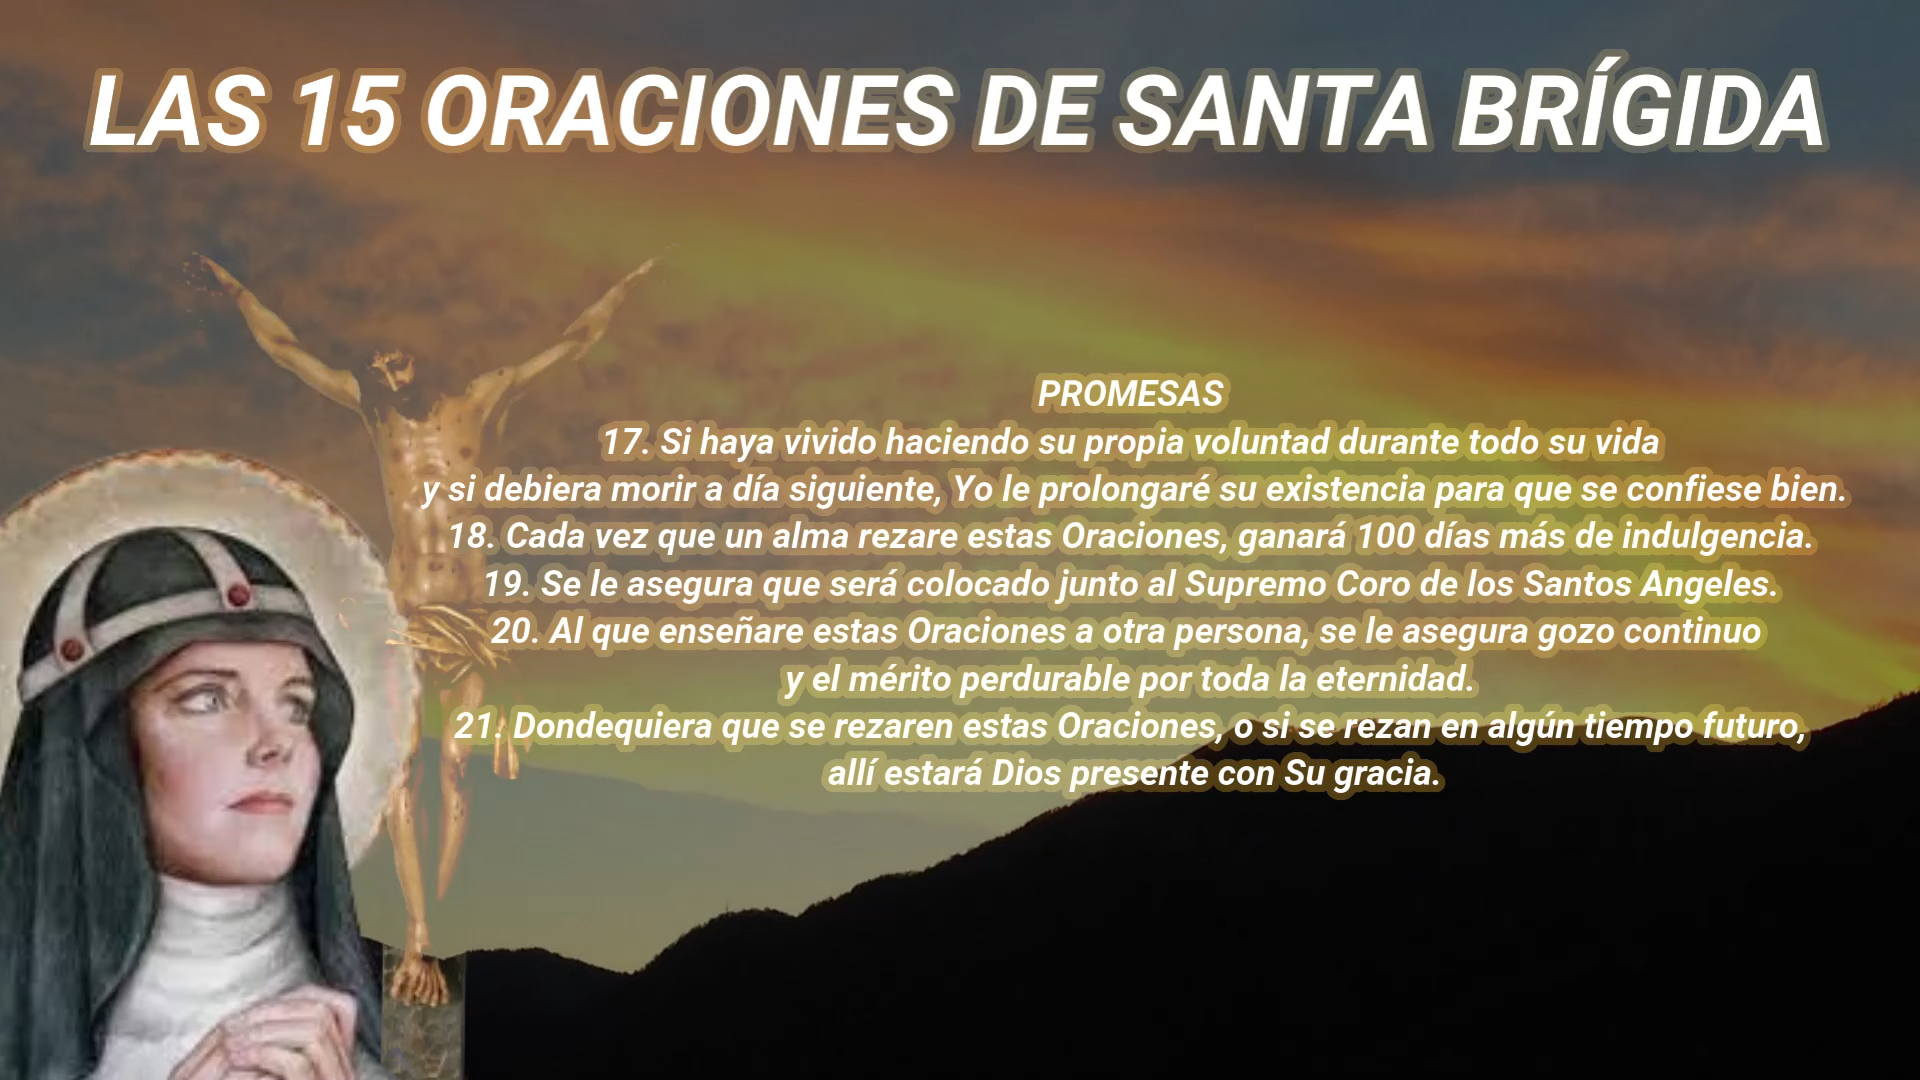 LAS 15 ORACIONES DE SANTA BRÍGIDA
PROMESAS
17. Si haya vivido haciendo su propia voluntad durante todo su vida
y si debiera morir a día siguiente, Yo le prolongaré su existencia para que se confiese bien.
18. Cada vez que un alma rezare estas Oraciones, ganará 100 días más de indulgencia.
19. Se le asegura que será colocado junto al Supremo Coro de los Santos Angeles.
20. Al que enseñare estas Oraciones a otra persona, se le asegura gozo continuo
y el mérito perdurable por toda la eternidad.
21. Dondequiera que se rezaren estas Oraciones, o si se rezan en algún tiempo futuro,
allí estará Dios presente con Su gracia.